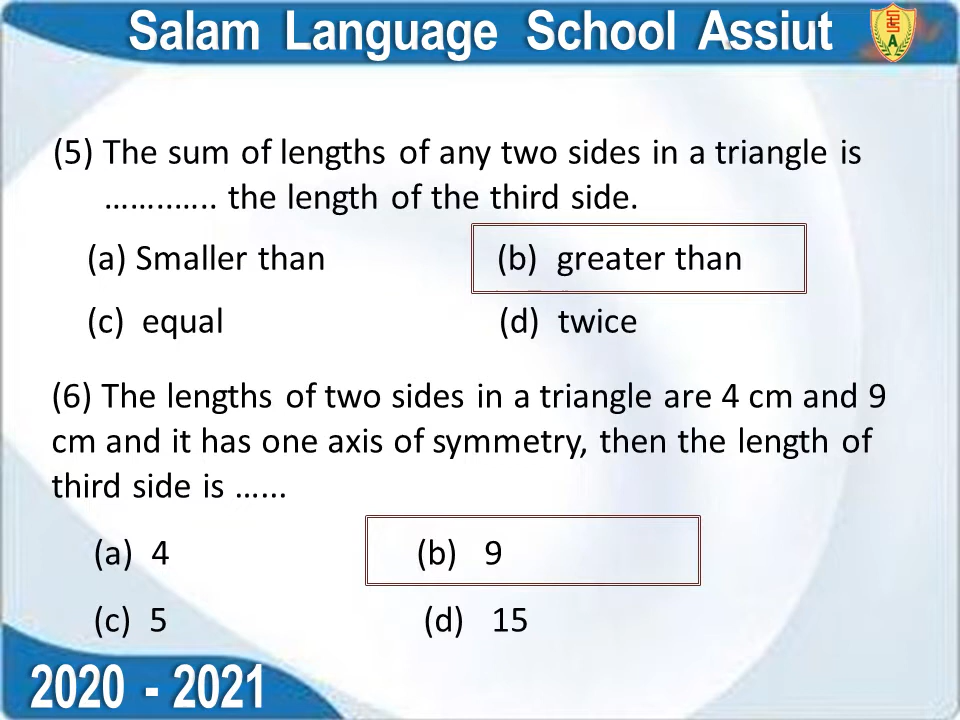 Salam Language School Assiut
A
(5) The sum of lengths of any two sides in a triangle is
…………. the length of the third side.
(a) Smaller than (b) greater than
(c) equal (d) twice
(6) The lengths of two sides in a triangle are 4 cm and 9
cm and it has one axis of symmetry, then the length of
third side is ……
(a) 4 (b) 9
(c) 5 (d) 15
2020 - 2021